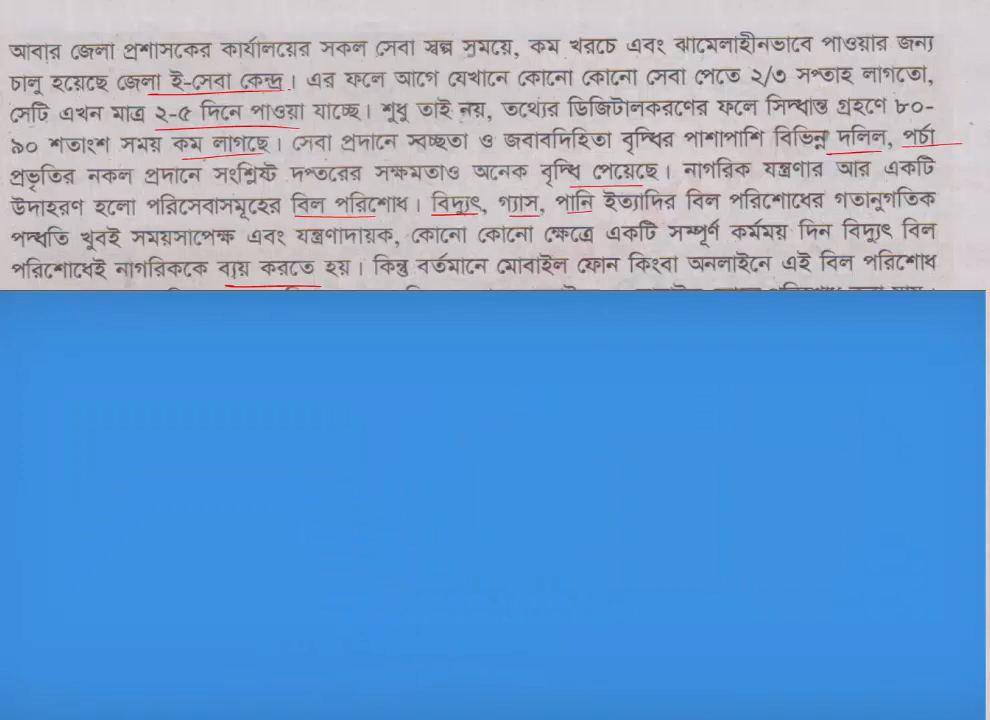 আবার জেলা প্রশাসকের কার্যালয়ের সকল সেবা স্বল্প সময়ে, কম খরচে এবং ঝামেলাহীনভাবে পাওয়ার জন্য
চালু হয়েছে জেলা ই-সেবা কেন্দ্র। এর ফলে আগে যেখানে কোনো কোনো সেবা পেতে ২/৩ সপ্তাহ লাগতো,
সেটি এখন মাত্র ২-৫ দিনে পাওয়া যাচ্ছে। শুধু তাই নয়, তথ্যের ডিজিটালকরণের ফলে সিদ্ধান্ত গ্রহণে ৮০-
৯০ শতাংশ সময় কম লাগছে। সেবা প্রদানে স্বচ্ছতা ও জবাবদিহিতা বৃদ্ধির পাশাপাশি বিভিন্ন দলিল, পর্চা
প্রভৃতির নকল প্রদানে সংশ্লিষ্ট দপ্তরের সক্ষমতাও অনেক বৃদ্ধি পেয়েছে। নাগরিক যন্ত্রণার আর একটি
উদাহরণ হলো পরিসেবাসমূহের বিল পরিশোধ। বিদ্যুৎ, গ্যাস, পানি ইত্যাদির বিল পরিশোধের গতানুগতিক
পদ্ধতি খুবই সময়সাপেক্ষ এবং যন্ত্রণাদায়ক, কোনো কোনো ক্ষেত্রে একটি সম্পূর্ণ কর্মময় দিন বিদ্যুৎ বিল
পরিশোধেই নাগরিককে ব্যয় করতে হয়। কিন্তু বর্তমানে মোবাইল ফোন কিংবা অনলাইনে এই বিল পরিশোধ